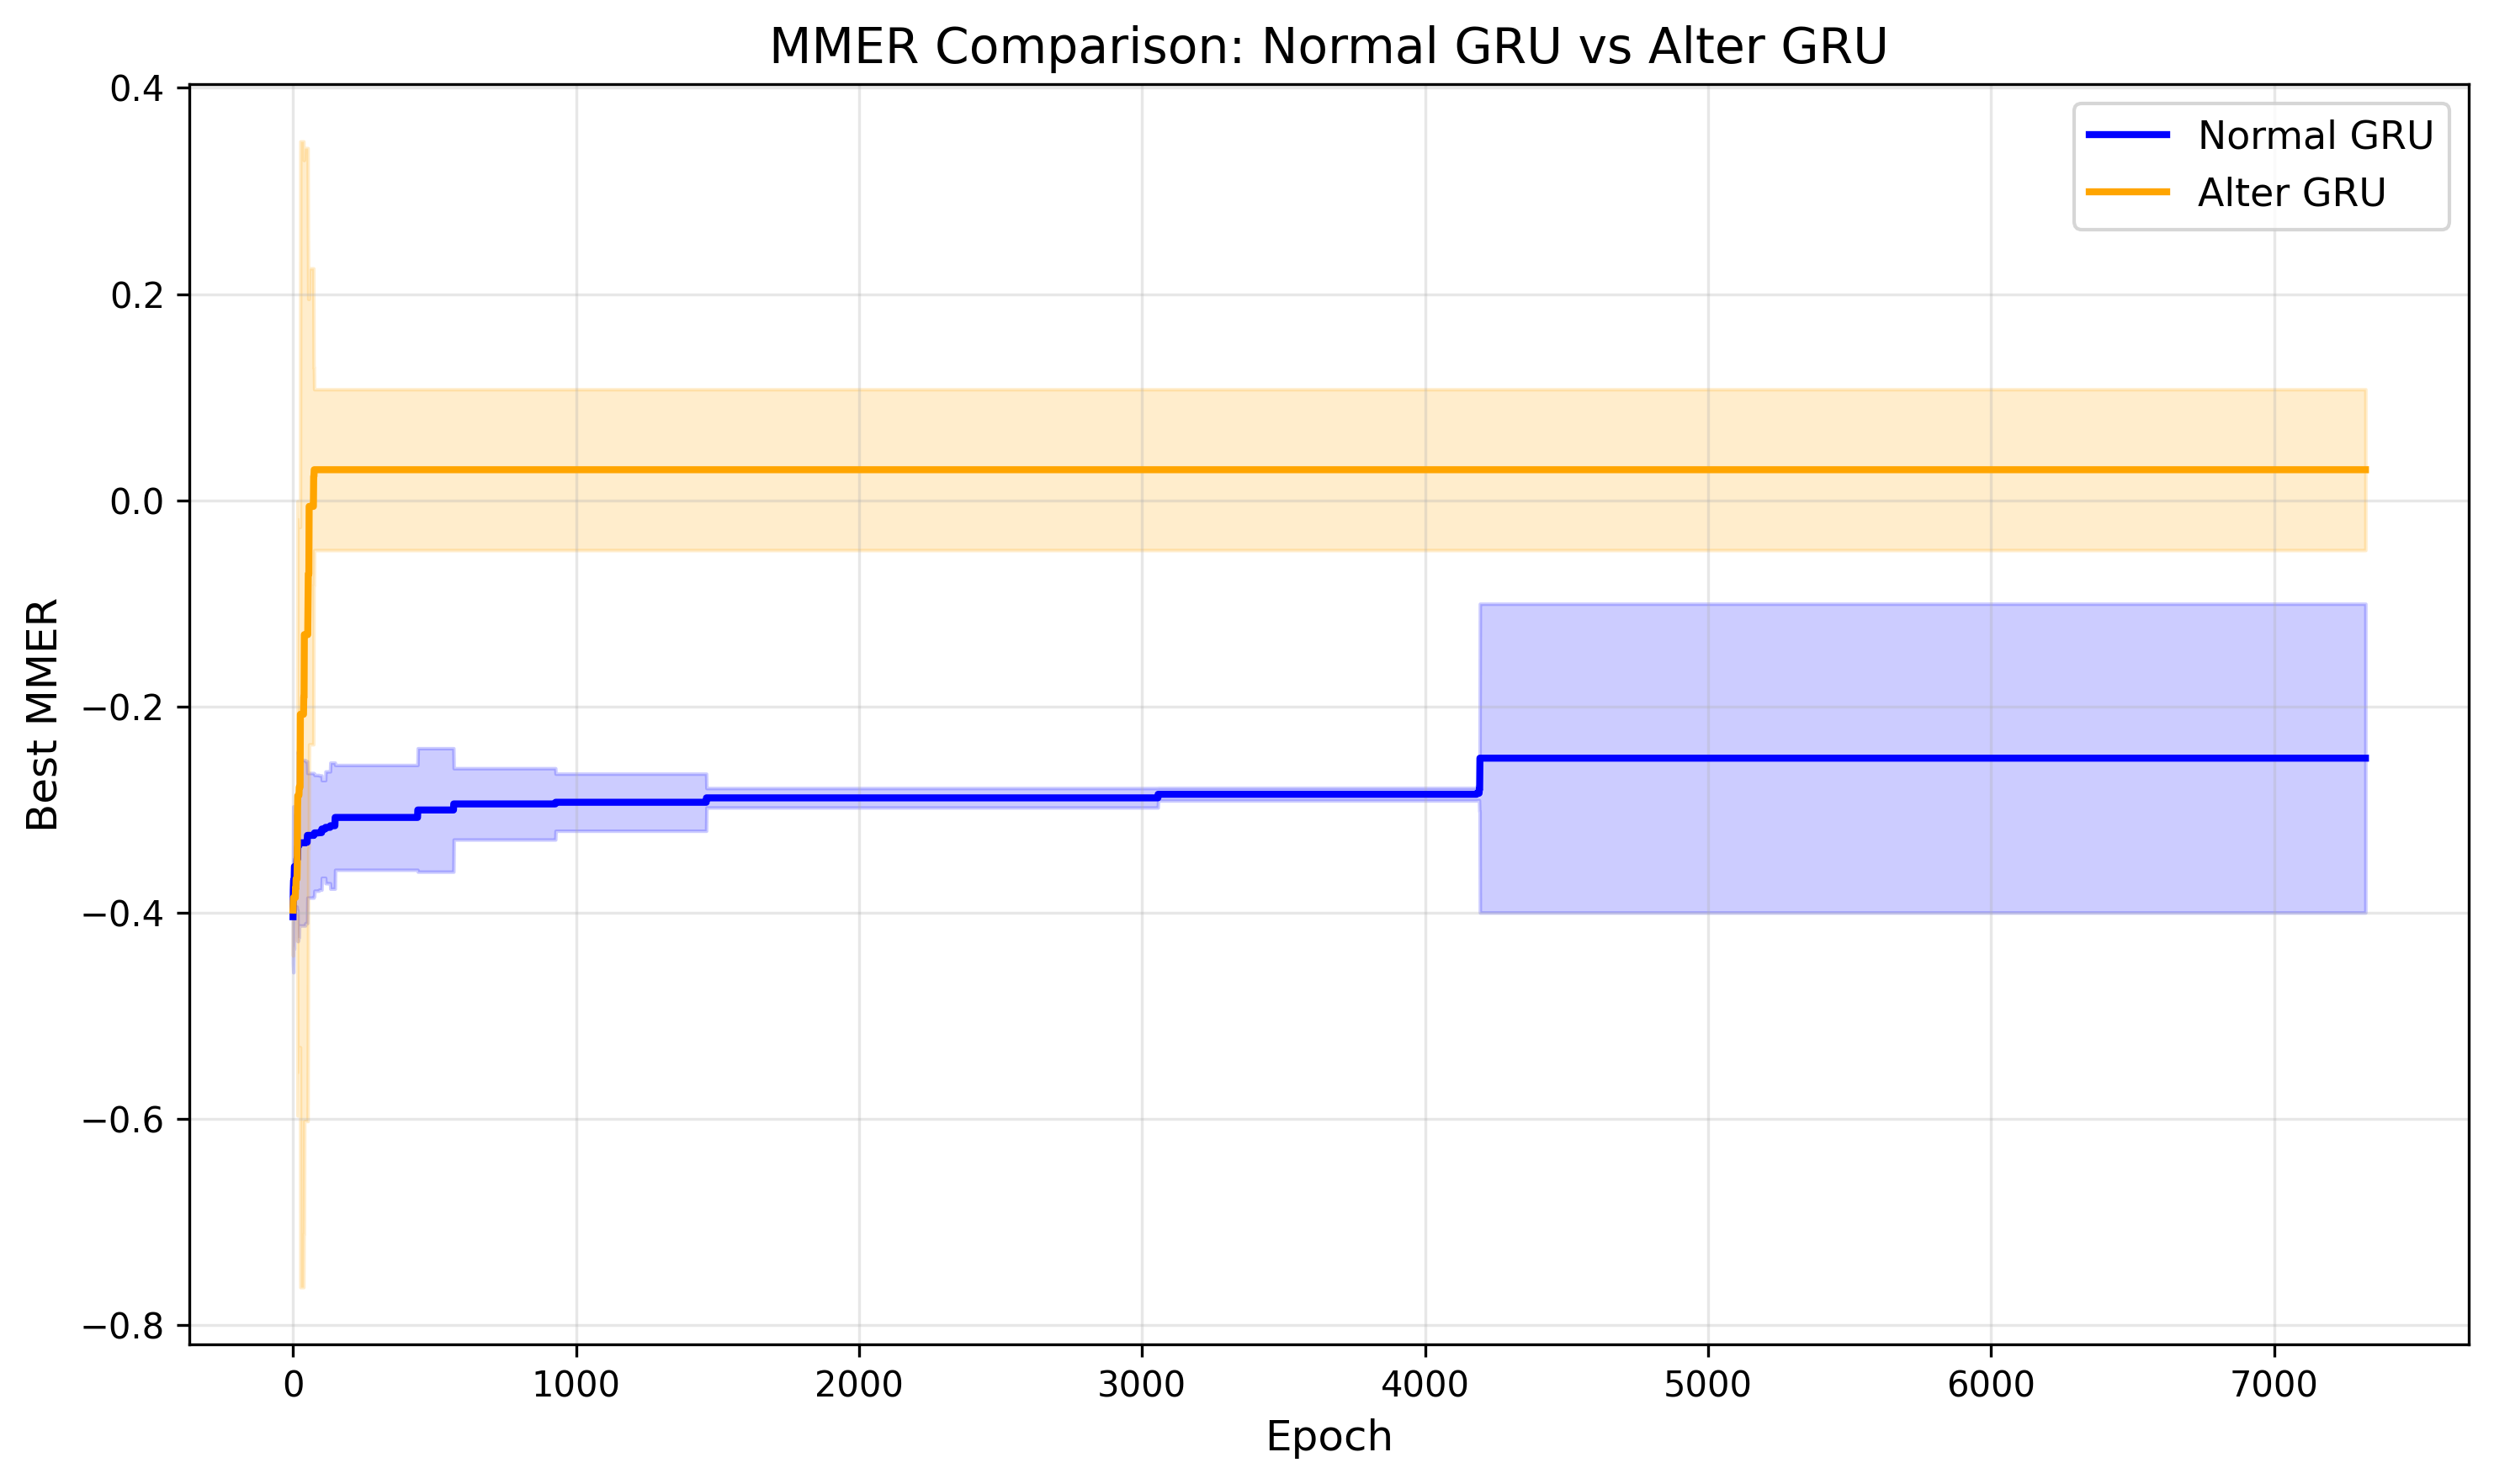 MMER Comparison: Normal GRU vs Alter GRU
Normal GRU
Alter GRU
Best MMER
0.4
0.2
0.0
−0.2
−0.4
−0.6
−0.8
0 1000 2000 3000 4000 5000 6000 7000
Epoch